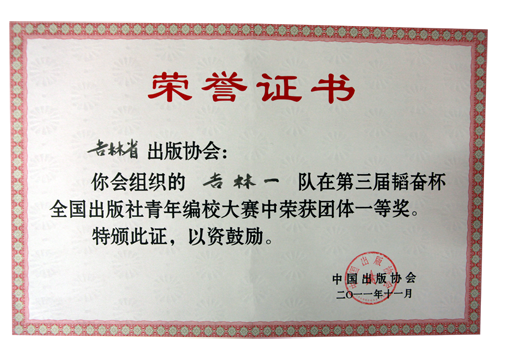 荣誉证书
吉林省 出版协会：
你会组织的 吉林一 队在第三届韬奋杯
全国出版社青年编校大赛中荣获团体一等奖。
特颁此证，以资鼓励。
中国出版协会
二〇一一年十一月